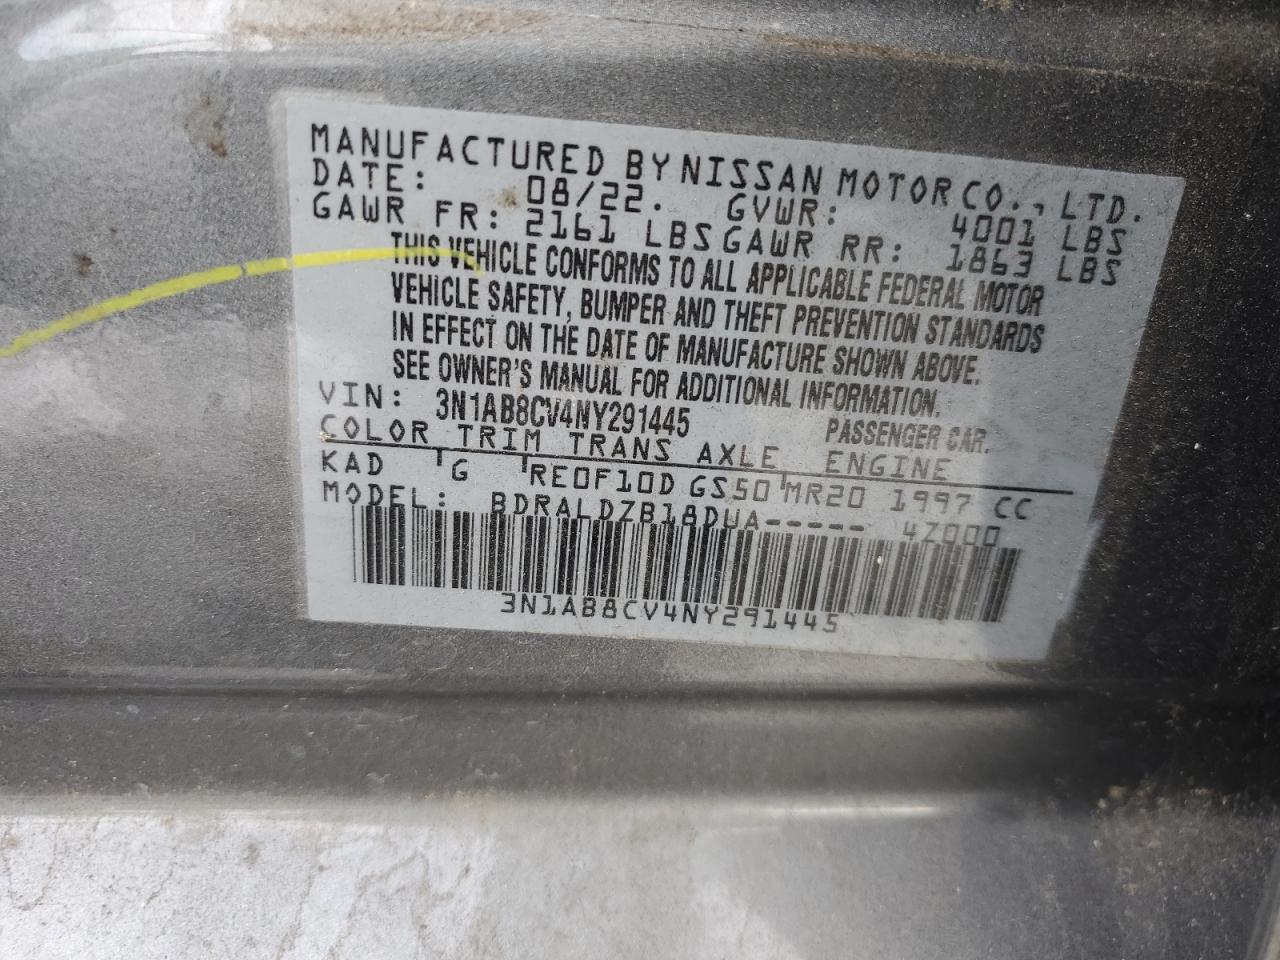 MANUFACTURED BY NISSAN MOTOR CO., LTD.
DATE: 08/22. GVWR: 4001 LBS
GAWR FR: 2161 LBS GAWR RR: 1863 LBS
THIS VEHICLE CONFORMS TO ALL APPLICABLE FEDERAL MOTOR
VEHICLE SAFETY, BUMPER AND THEFT PREVENTION STANDARDS
IN EFFECT ON THE DATE OF MANUFACTURE SHOWN ABOVE.
SEE OWNER'S MANUAL FOR ADDITIONAL INFORMATION.
VIN: 3N1AB8CV4NY291445 PASSENGER CAR.
COLOR TRIM TRANS AXLE ENGINE
KAD G RE0F10D GS50 MR20 1997 CC
MODEL: BDRALDZB18DUA----- 4Z000
3N1AB8CV4NY291445